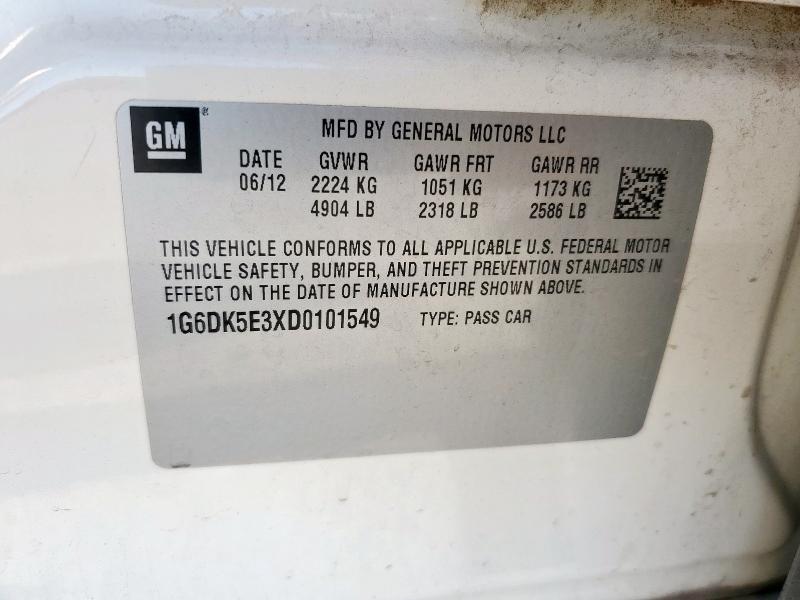 GM®
MFD BY GENERAL MOTORS LLC
DATE GVWR GAWR FRT GAWR RR
06/12 2224 KG 1051 KG 1173 KG
4904 LB 2318 LB 2586 LB
THIS VEHICLE CONFORMS TO ALL APPLICABLE U.S. FEDERAL MOTOR
VEHICLE SAFETY, BUMPER, AND THEFT PREVENTION STANDARDS IN
EFFECT ON THE DATE OF MANUFACTURE SHOWN ABOVE.
1G6DK5E3XD0101549 TYPE: PASS CAR